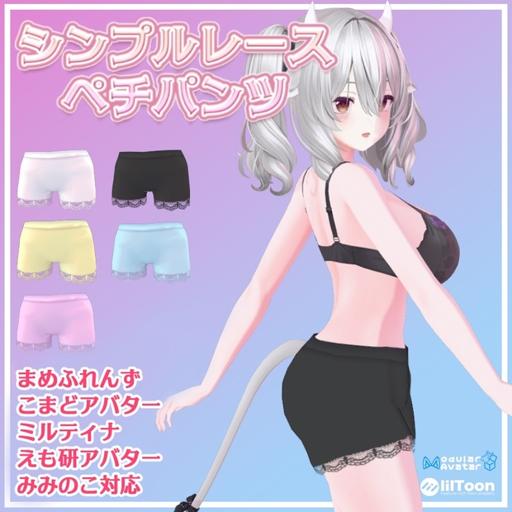 シンプルレース
ペチパンツ
まめふれんず
こまどアバター
ミルティナ
えも研アバター
みみのこ対応
Modular
Avatar
lilToon